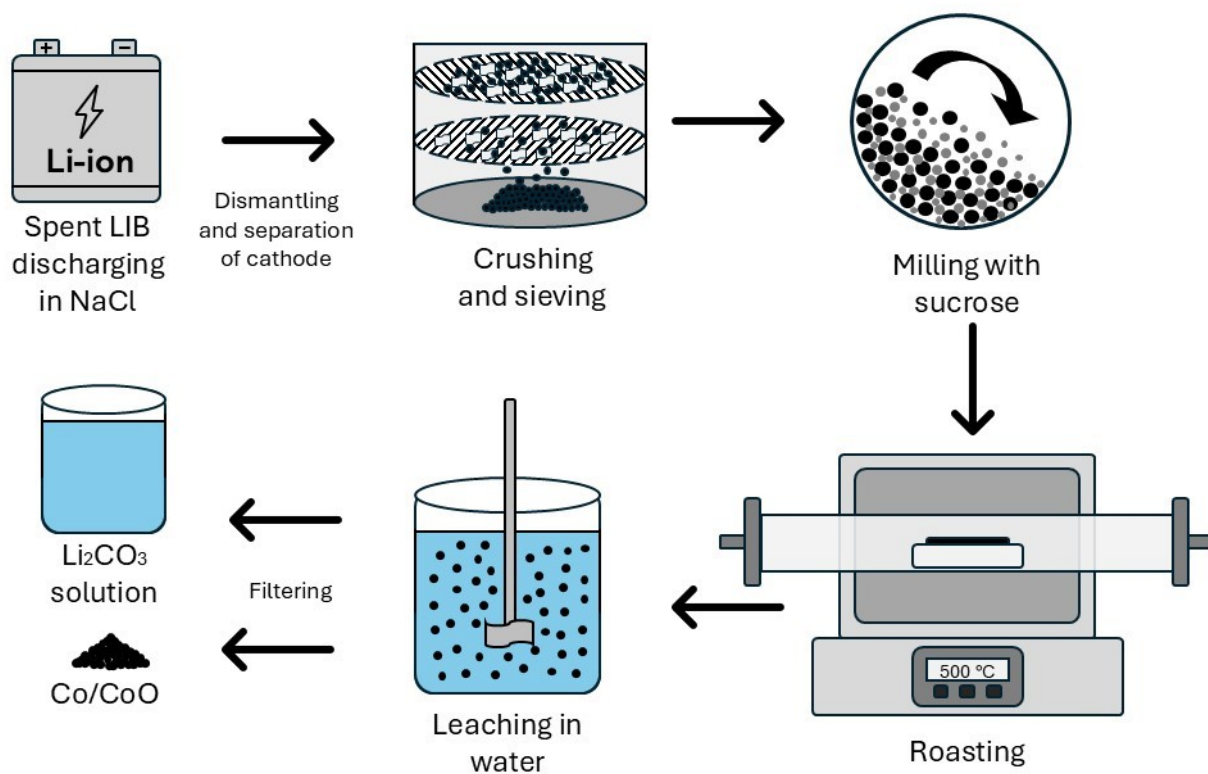 + −
Li-ion
Spent LIB
discharging
in NaCl
Dismantling
and separation
of cathode
Crushing
and sieving
Milling with
sucrose
500 ºC
Roasting
Leaching in
water
Filtering
Li₂CO₃
solution
Co/CoO